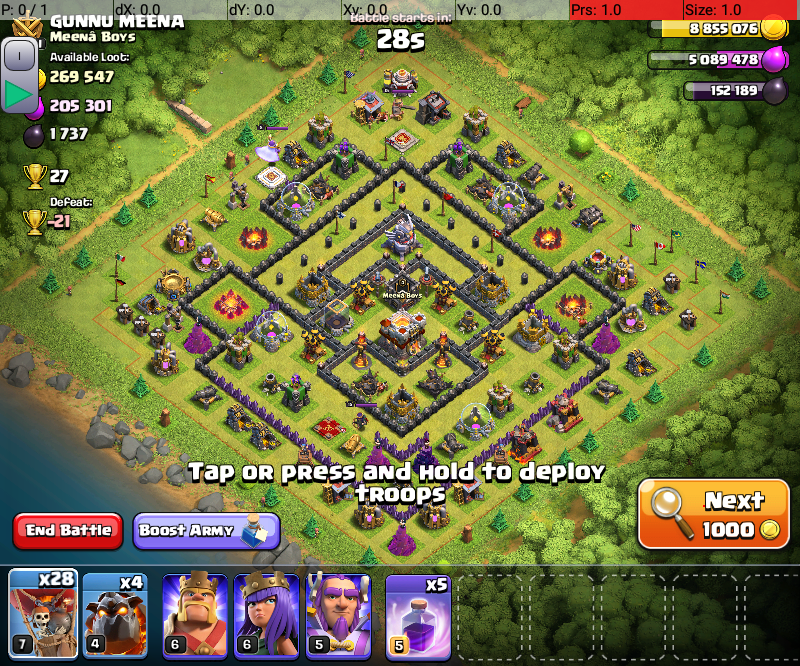 P: 0 / 1 dX: 0.0 dY: 0.0 Xv: 0.0 Yv: 0.0 Prs: 1.0 Size: 1.0
GUNNU MEENA
Meena Boys
Available Loot:
269 547
205 301
1 737
27
Defeat:
-21
Battle starts in:
28s
8 855 076
5 089 478
152 189
Meena Boys
Tap or press and hold to deploy
troops
End Battle
Boost Army
Next
1000
x28
x4
x5
7
4
6
6
5
5